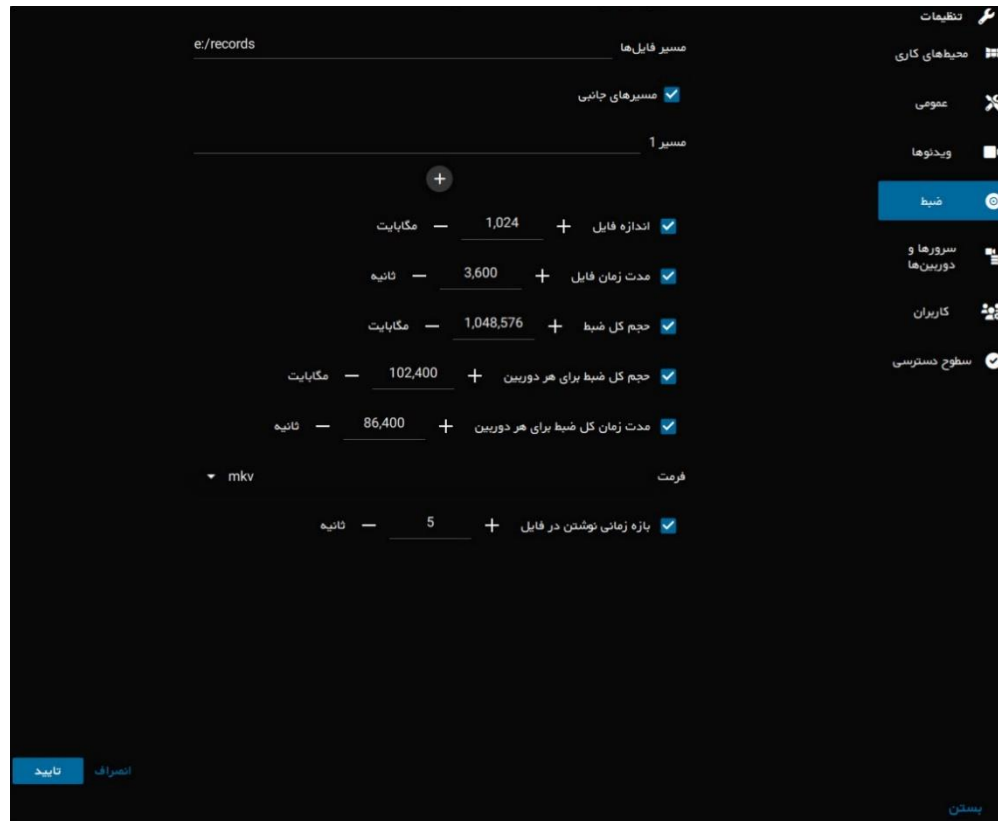 تنظیمات
محیطهای کاری
عمومی
ویدئوها
ضبط
سرورها و
دوربین‌ها
کاربران
سطوح دسترسی
مسیر فایل‌ها e:/records
مسیرهای جانبی
مسیر 1
+
اندازه فایل + 1,024 − مگابایت
مدت زمان فایل + 3,600 − ثانیه
حجم کل ضبط + 1,048,576 − مگابایت
حجم کل ضبط برای هر دوربین + 102,400 − مگابایت
مدت زمان کل ضبط برای هر دوربین + 86,400 − ثانیه
فرمت mkv
بازه زمانی نوشتن در فایل + 5 − ثانیه
انصراف تایید
بستن